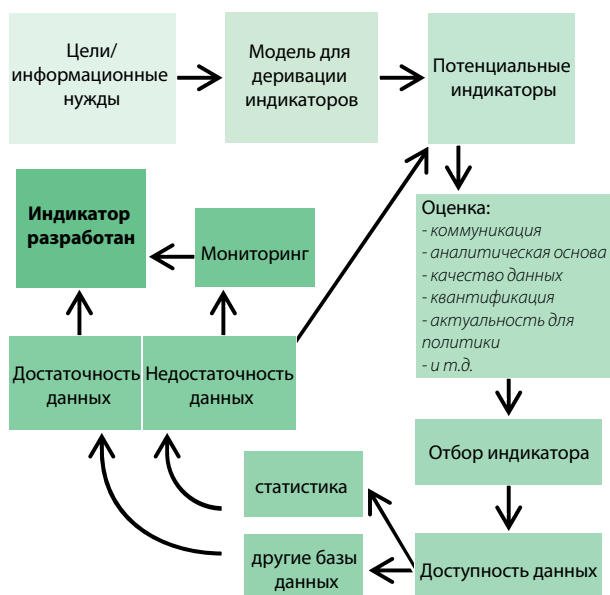 Цели/
информационные
нужды
Модель для
деривации
индикаторов
Потенциальные
индикаторы
Оценка:
- коммуникация
- аналитическая основа
- качество данных
- квантификация
- актуальность для
политики
- и т.д.
Индикатор
разработан
Мониторинг
Достаточность
данных
Недостаточность
данных
Отбор индикатора
статистика
другие базы
данных
Доступность данных